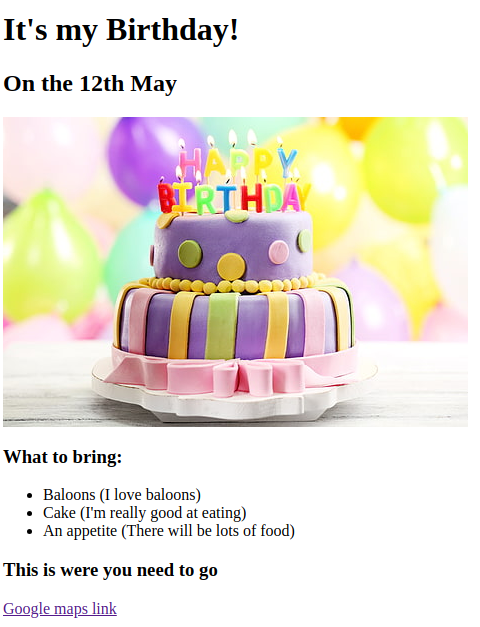 It's my Birthday!
On the 12th May
HAPPY
BIRTHDAY
What to bring:
Baloons (I love baloons)
Cake (I'm really good at eating)
An appetite (There will be lots of food)
This is were you need to go
Google maps link